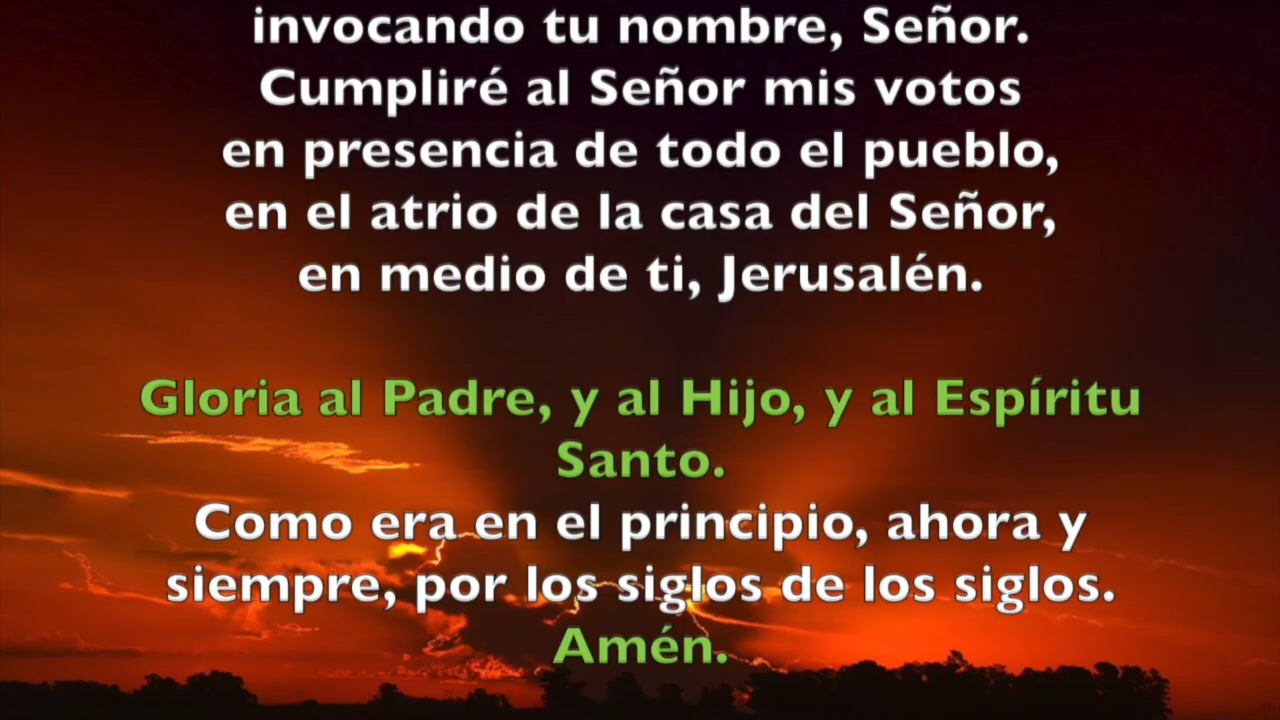 invocando tu nombre, Señor.
Cumpliré al Señor mis votos
en presencia de todo el pueblo,
en el atrio de la casa del Señor,
en medio de ti, Jerusalén.
Gloria al Padre, y al Hijo, y al Espíritu
Santo.
Como era en el principio, ahora y
siempre, por los siglos de los siglos.
Amén.